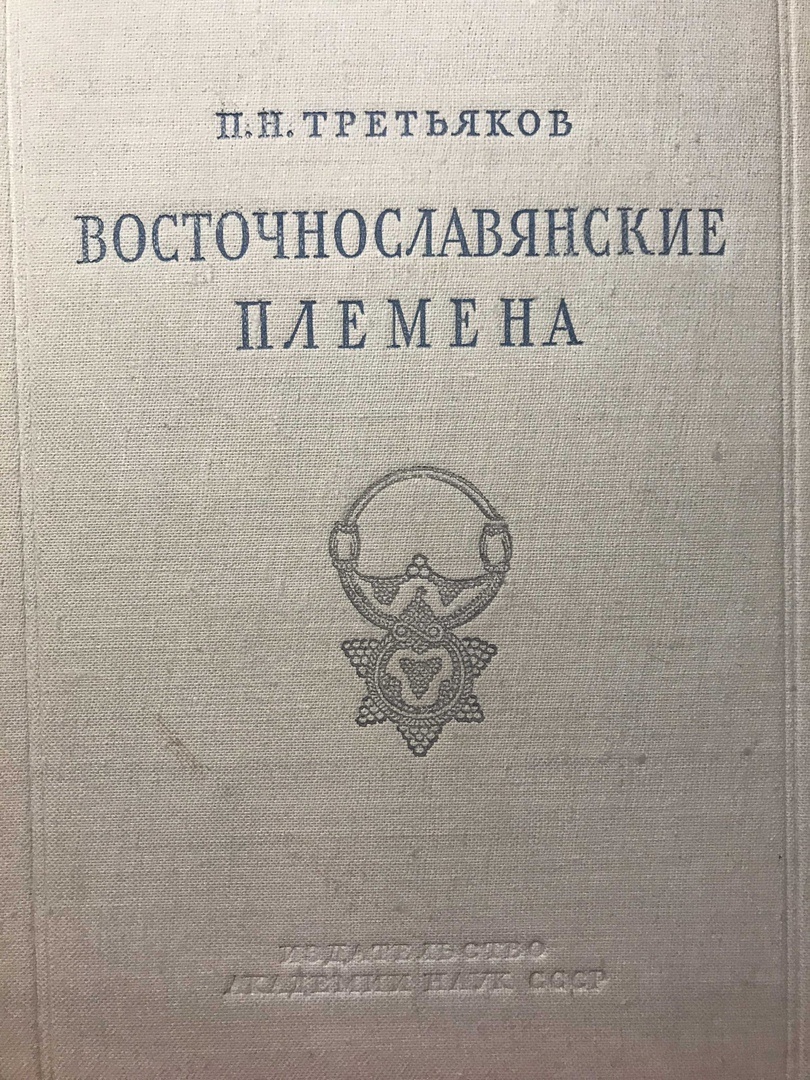 П.Н.ТРЕТЬЯКОВ
ВОСТОЧНОСЛАВЯНСКИЕ
ПЛЕМЕНА
ИЗДАТЕЛЬСТВО
АКАДЕМИИ НАУК СССР